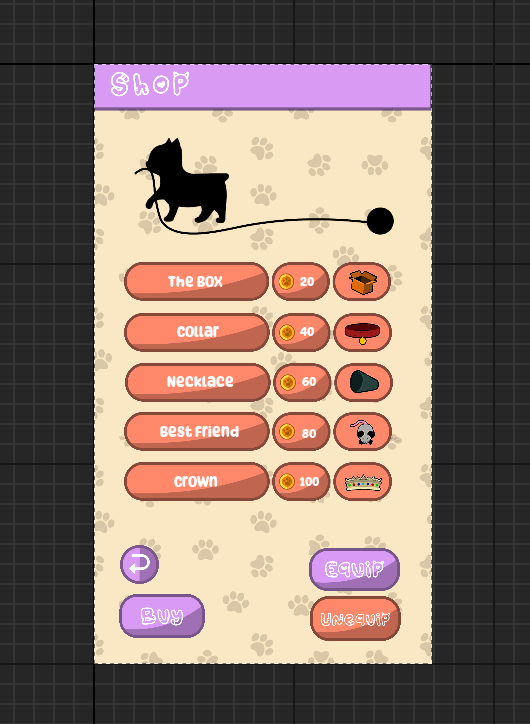 ShoP
The BOX 20
Collar 40
Necklace 60
Best Friend 80
Crown 100
Equip
Buy
Unequip